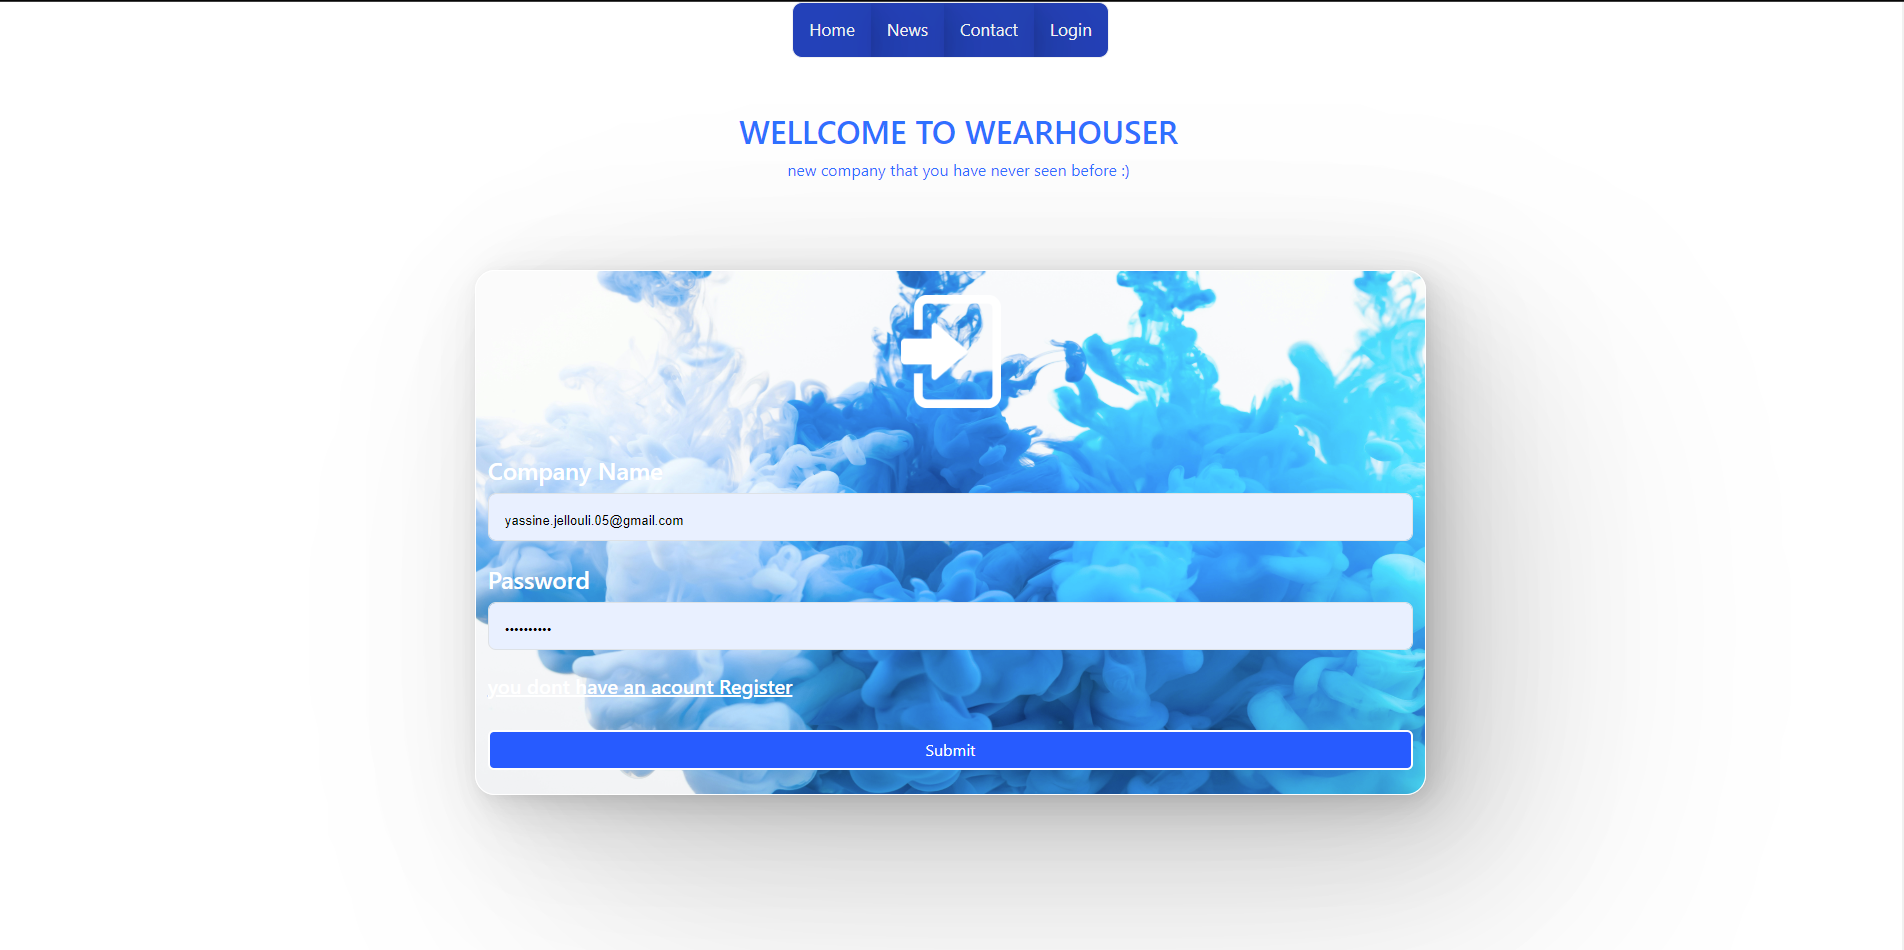 Home News Contact Login
WELLCOME TO WEARHOUSER
new company that you have never seen before :)
Company Name
yassine.jellouli.05@gmail.com
Password
••••••••••
you dont have an acount Register
Submit